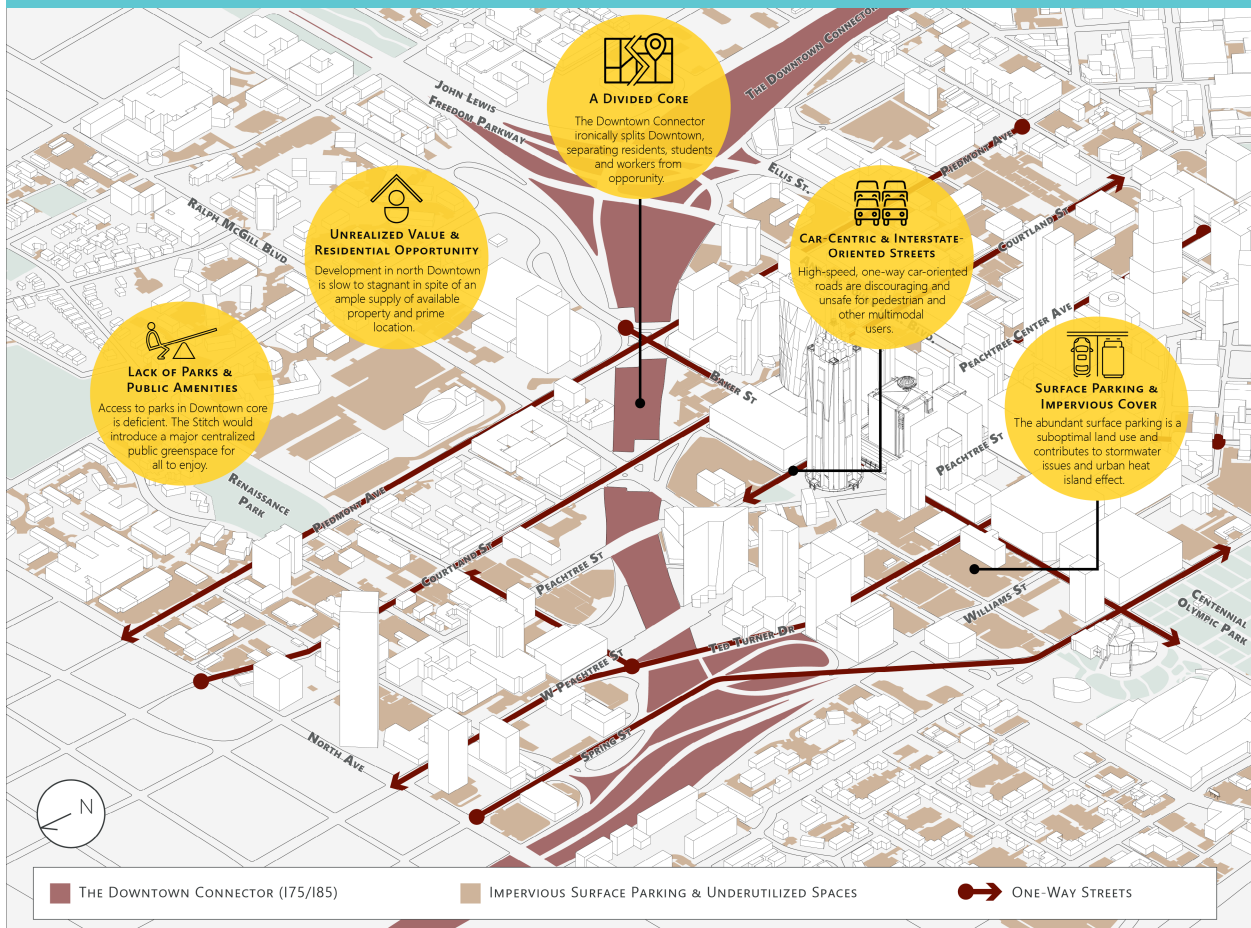 THE DOWNTOWN CONNECTOR
JOHN LEWIS
FREEDOM PARKWAY
A DIVIDED CORE
The Downtown Connector
ironically splits Downtown,
separating residents, students
and workers from
opporunity.
PIEDMONT AVE
ELLIS ST.
COURTLAND ST
RALPH MCGILL BLVD
UNREALIZED VALUE &
RESIDENTIAL OPPORTUNITY
Development in north Downtown
is slow to stagnant in spite of an
ample supply of available
property and prime
location.
CAR-CENTRIC & INTERSTATE-
ORIENTED STREETS
High-speed, one-way car-oriented
roads are discouraging and
unsafe for pedestrian and
other multimodal
users.
PEACHTREE CENTER AVE
LACK OF PARKS &
PUBLIC AMENITIES
Access to parks in Downtown core
is deficient. The Stitch would
introduce a major centralized
public greenspace for
all to enjoy.
BAKER ST
SURFACE PARKING &
IMPERVIOUS COVER
The abundant surface parking is a
suboptimal land use and
contributes to stormwater
issues and urban heat
island effect.
PEACHTREE ST
RENAISSANCE
PARK
PIEDMONT AVE
COURTLAND ST
PEACHTREE ST
WILLIAMS ST
CENTENNIAL
OLYMPIC PARK
TED TURNER DR
W-PEACHTREE ST
SPRING ST
NORTH AVE
N
THE DOWNTOWN CONNECTOR (I75/I85)
IMPERVIOUS SURFACE PARKING & UNDERUTILIZED SPACES
ONE-WAY STREETS